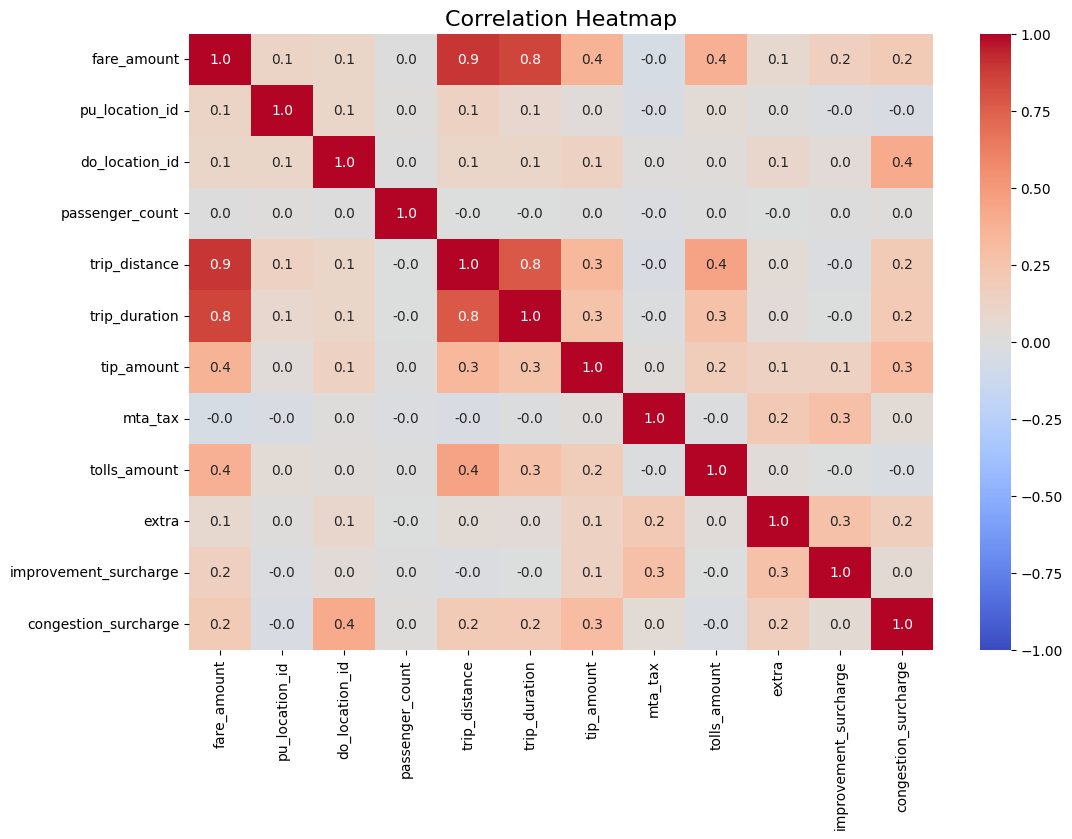 Correlation Heatmap
fare_amount 1.0 0.1 0.1 0.0 0.9 0.8 0.4 -0.0 0.4 0.1 0.2 0.2
pu_location_id 0.1 1.0 0.1 0.0 0.1 0.1 0.0 -0.0 0.0 0.0 -0.0 -0.0
do_location_id 0.1 0.1 1.0 0.0 0.1 0.1 0.1 0.0 0.0 0.1 0.0 0.4
passenger_count 0.0 0.0 0.0 1.0 -0.0 -0.0 0.0 -0.0 0.0 -0.0 0.0 0.0
trip_distance 0.9 0.1 0.1 -0.0 1.0 0.8 0.3 -0.0 0.4 0.0 -0.0 0.2
trip_duration 0.8 0.1 0.1 -0.0 0.8 1.0 0.3 -0.0 0.3 0.0 -0.0 0.2
tip_amount 0.4 0.0 0.1 0.0 0.3 0.3 1.0 0.0 0.2 0.1 0.1 0.3
mta_tax -0.0 -0.0 0.0 -0.0 -0.0 -0.0 0.0 1.0 -0.0 0.2 0.3 0.0
tolls_amount 0.4 0.0 0.0 0.0 0.4 0.3 0.2 -0.0 1.0 0.0 -0.0 -0.0
extra 0.1 0.0 0.1 -0.0 0.0 0.0 0.1 0.2 0.0 1.0 0.3 0.2
improvement_surcharge 0.2 -0.0 0.0 0.0 -0.0 -0.0 0.1 0.3 -0.0 0.3 1.0 0.0
congestion_surcharge 0.2 -0.0 0.4 0.0 0.2 0.2 0.3 0.0 -0.0 0.2 0.0 1.0
fare_amount
pu_location_id
do_location_id
passenger_count
trip_distance
trip_duration
tip_amount
mta_tax
tolls_amount
extra
improvement_surcharge
congestion_surcharge
1.00
0.75
0.50
0.25
0.00
−0.25
−0.50
−0.75
−1.00